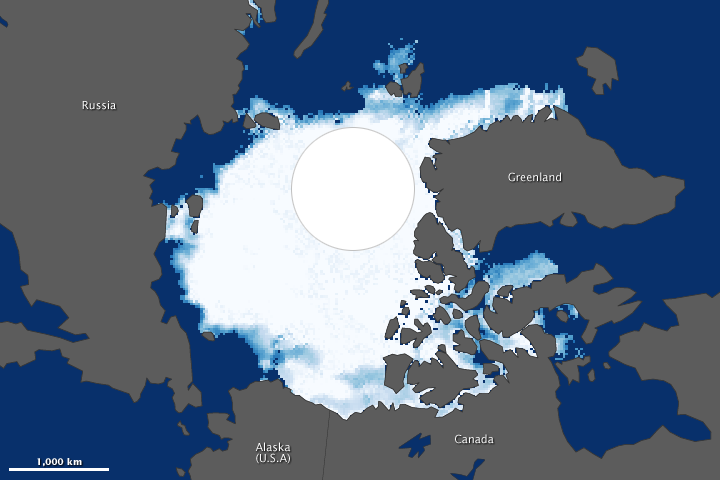 Russia
Greenland
Alaska
(U.S.A)
Canada
1,000 km